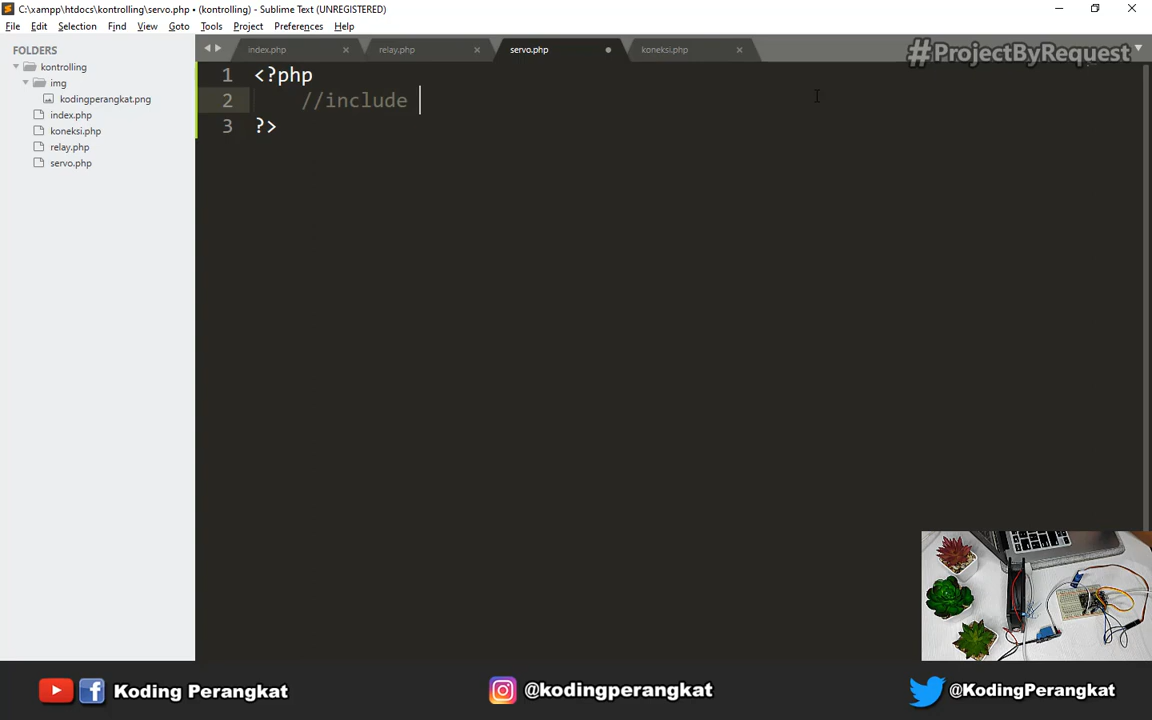 C:\xampp\htdocs\kontrolling\servo.php • (kontrolling) - Sublime Text (UNREGISTERED)
File Edit Selection Find View Goto Tools Project Preferences Help
FOLDERS
kontrolling
img
kodingperangkat.png
index.php
koneksi.php
relay.php
servo.php
index.php relay.php servo.php koneksi.php
#ProjectByRequest
1 <?php
2 //include
3 ?>
Koding Perangkat @kodingperangkat @KodingPerangkat